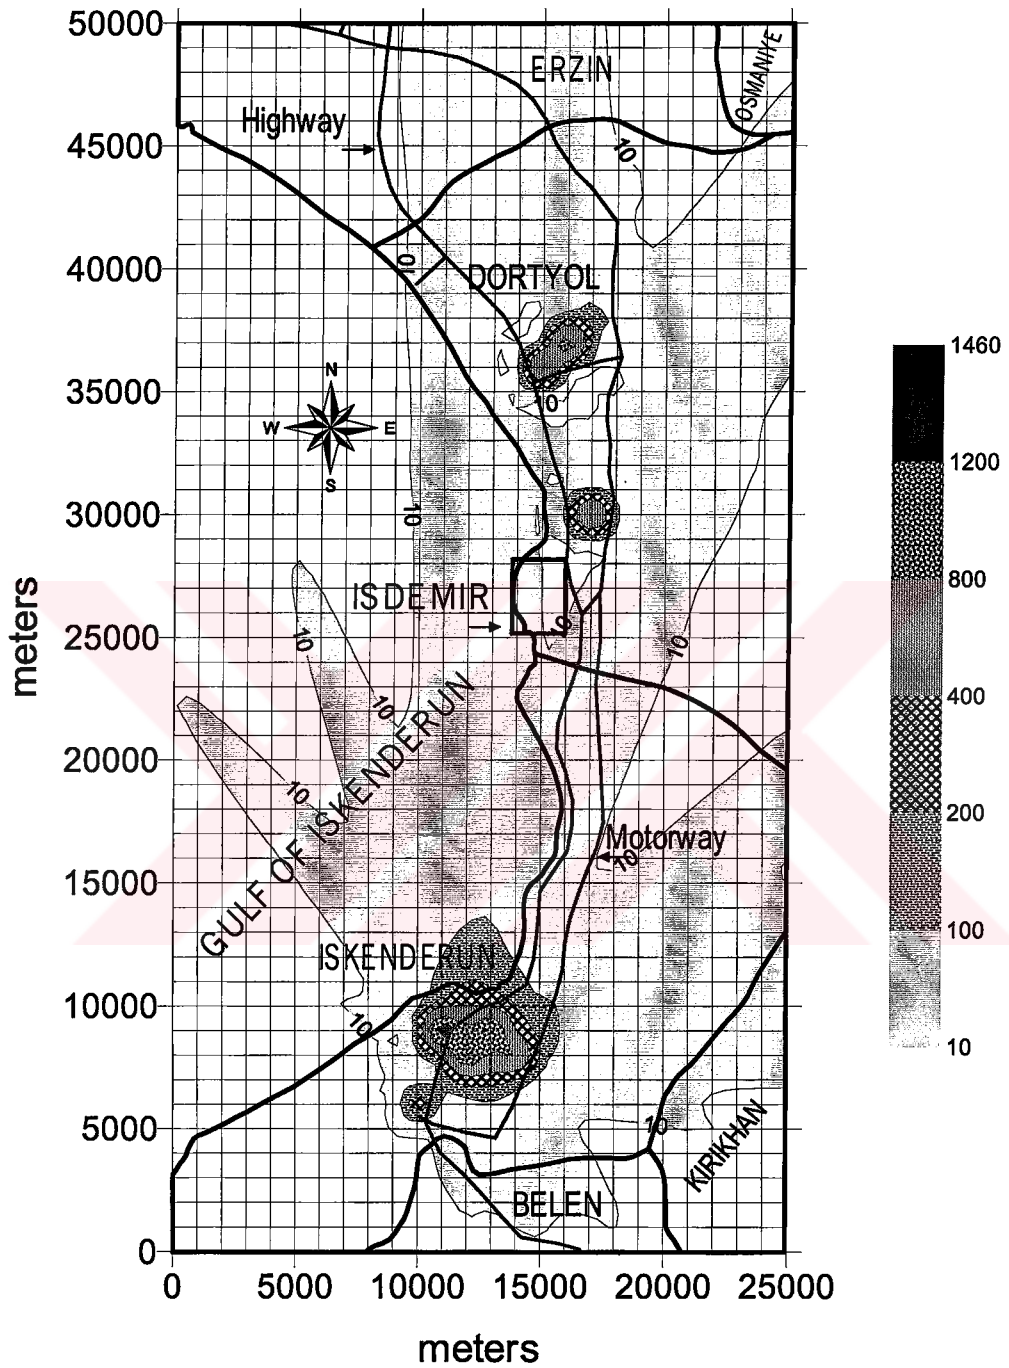 50000
ERZIN
OSMANIYE
Highway
45000
10
40000
10
DORTYOL
1460
35000
N
W E
S
10
1200
30000
10
800
ISDEMIR
10
25000
10
10
10
meters
400
20000
10
GULF OF ISKENDERUN
200
Motorway
10
15000
100
ISKENDERUN
10000
10
10
5000
10
KIRIKHAN
BELEN
0
0 5000 10000 15000 20000 25000
meters